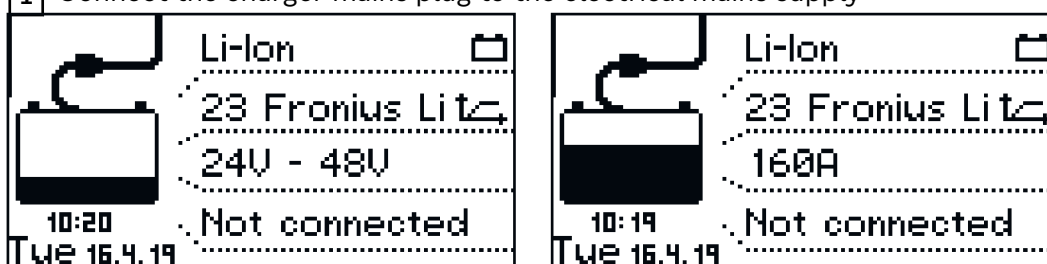 1 Connect the charger mains plug to the electrical mains supply
Li-Ion
23 Fronius Li
24V - 48V
10:20
Not connected
Tue 16.4.19
Li-Ion
23 Fronius Li
160A
10:19
Not connected
Tue 16.4.19